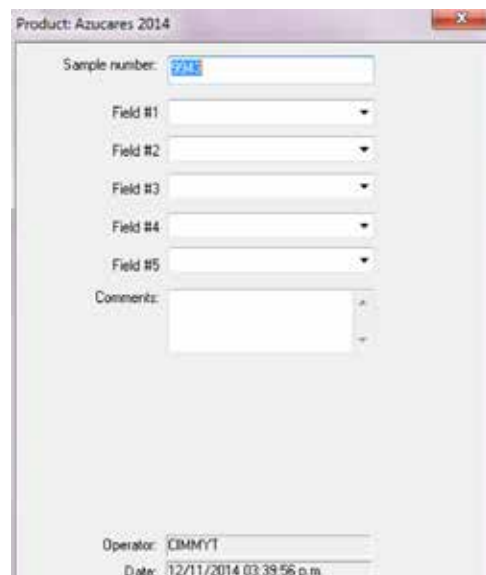 Product: Azucares 2014
Sample number: 9943
Field #1
Field #2
Field #3
Field #4
Field #5
Comments:
Operator: CIMMYT
Date: 12/11/2014 03:39:56 p.m.